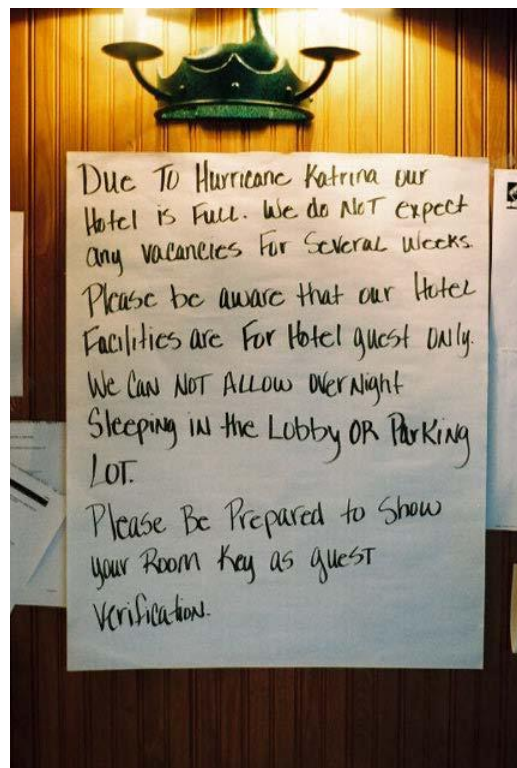 Due To Hurricane Katrina our
Hotel is Full. We do NOT expect
any vacancies For Several weeks.
Please be aware that our Hotel
Facilities are For Hotel guest only.
We Can NOT ALLOW overNight
Sleeping in the Lobby OR Parking
LOT.
Please Be Prepared to Show
your Room Key as guest
Verification.